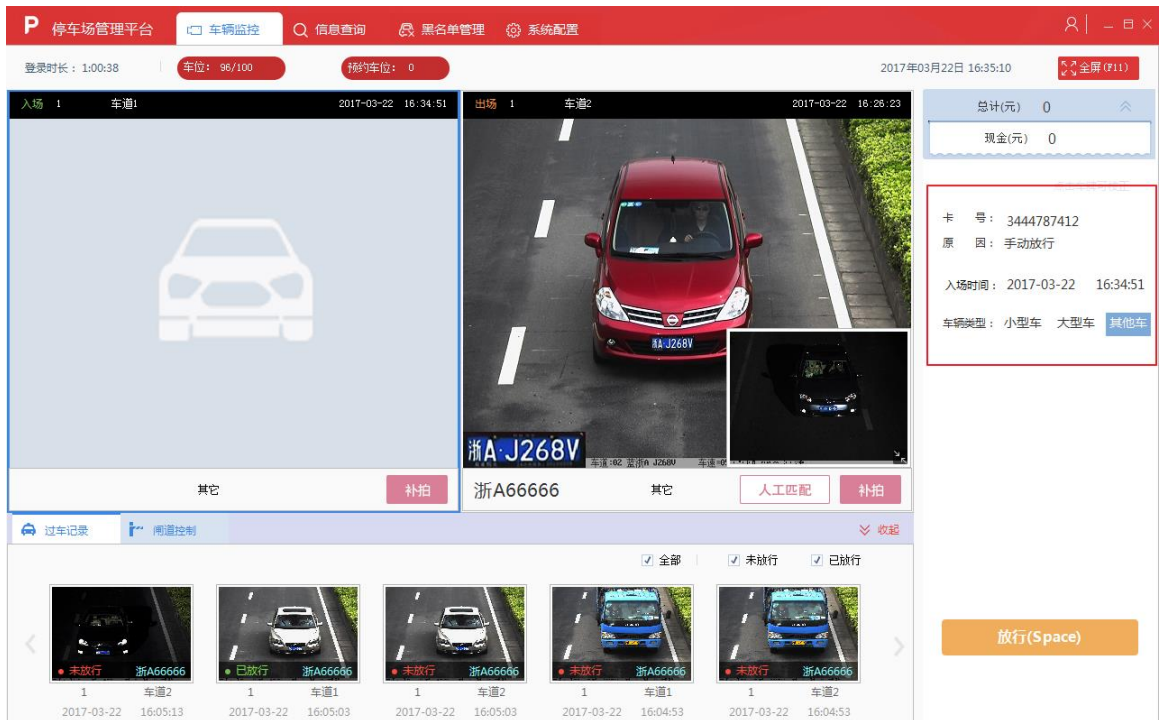 P 停车场管理平台 车辆监控 信息查询 黑名单管理 系统配置
登录时长: 1:00:38 车位: 96/100 预约车位: 0 2017年03月22日 16:35:10 全屏(F11)
入场 1 车道1 2017-03-22 16:34:51
出场 1 车道2 2017-03-22 16:26:23
浙A J268V
浙A·J268V
其它 补拍
浙A66666 其它 人工匹配 补拍
总计(元) 0
现金(元) 0
卡 号: 3444787412
原 因: 手动放行
入场时间: 2017-03-22 16:34:51
车辆类型: 小型车 大型车 其他车
放行(Space)
过车记录 闸道控制 收起
全部 未放行 已放行
未放行 浙A66666 已放行 浙A66666 未放行 浙A66666 未放行 浙A66666 未放行 浙A66666
1 车道2 1 车道1 1 车道2 1 车道1 1 车道2
2017-03-22 16:05:13 2017-03-22 16:05:03 2017-03-22 16:05:03 2017-03-22 16:04:53 2017-03-22 16:04:53